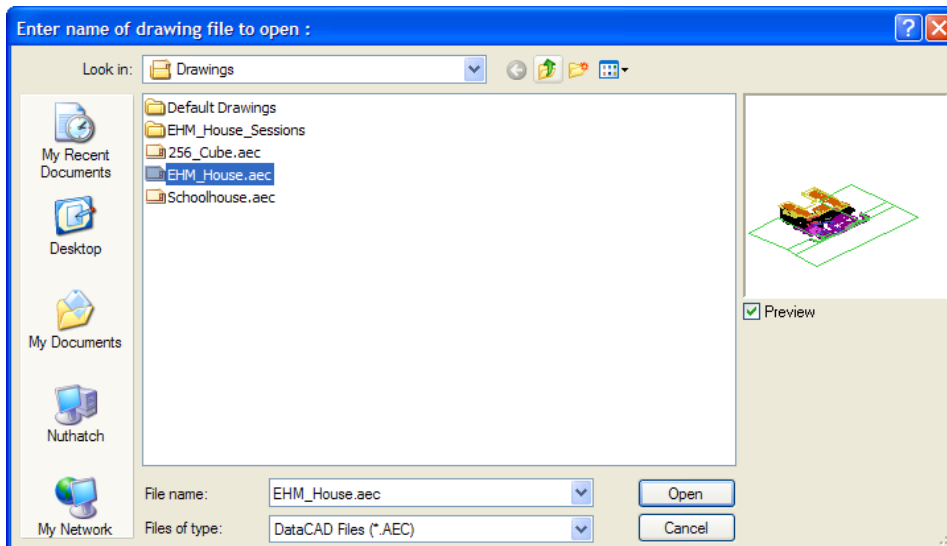 Enter name of drawing file to open :
Look in: Drawings
My Recent
Documents
Desktop
My Documents
Nuthatch
My Network
Default Drawings
EHM_House_Sessions
256_Cube.aec
EHM_House.aec
Schoolhouse.aec
Preview
File name: EHM_House.aec Open
Files of type: DataCAD Files (*.AEC) Cancel